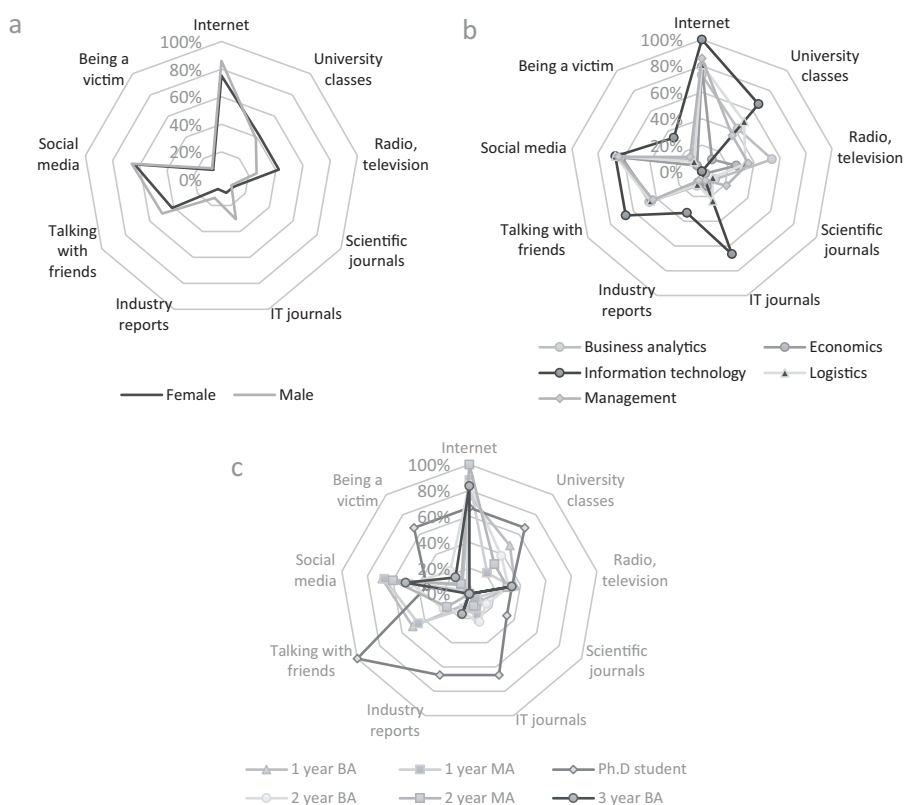 a
Internet
100%
80%
60%
40%
20%
0%
University
classes
Radio,
television
Scientific
journals
IT journals
Industry
reports
Talking
with
friends
Social
media
Being a
victim
Female
Male
b
Internet
100%
80%
60%
40%
20%
0%
University
classes
Radio,
television
Scientific
journals
IT journals
Industry
reports
Talking with
friends
Social media
Being a victim
Business analytics
Economics
Information technology
Logistics
Management
c
Internet
100%
80%
60%
40%
20%
0%
University
classes
Radio,
television
Scientific
journals
IT journals
Industry
reports
Talking with
friends
Social
media
Being a
victim
1 year BA
1 year MA
Ph.D student
2 year BA
2 year MA
3 year BA